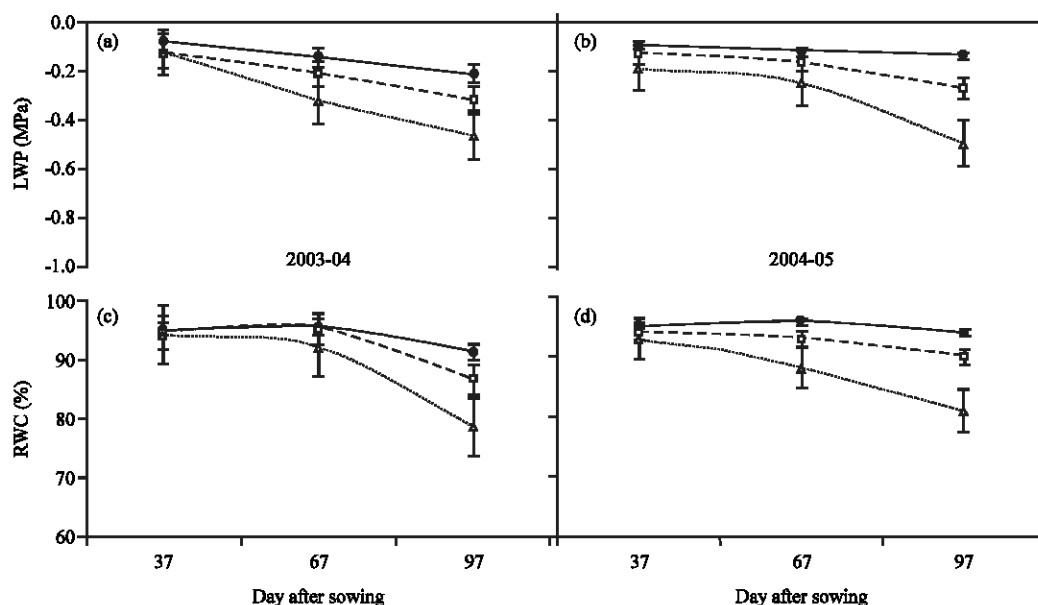 0.0
(a)
(b)
-0.2
-0.4
LWP (MPa)
-0.6
-0.8
-1.0
2003-04
2004-05
100
(c)
(d)
90
RWC (%)
80
70
60
37
67
97
37
67
97
Day after sowing
Day after sowing